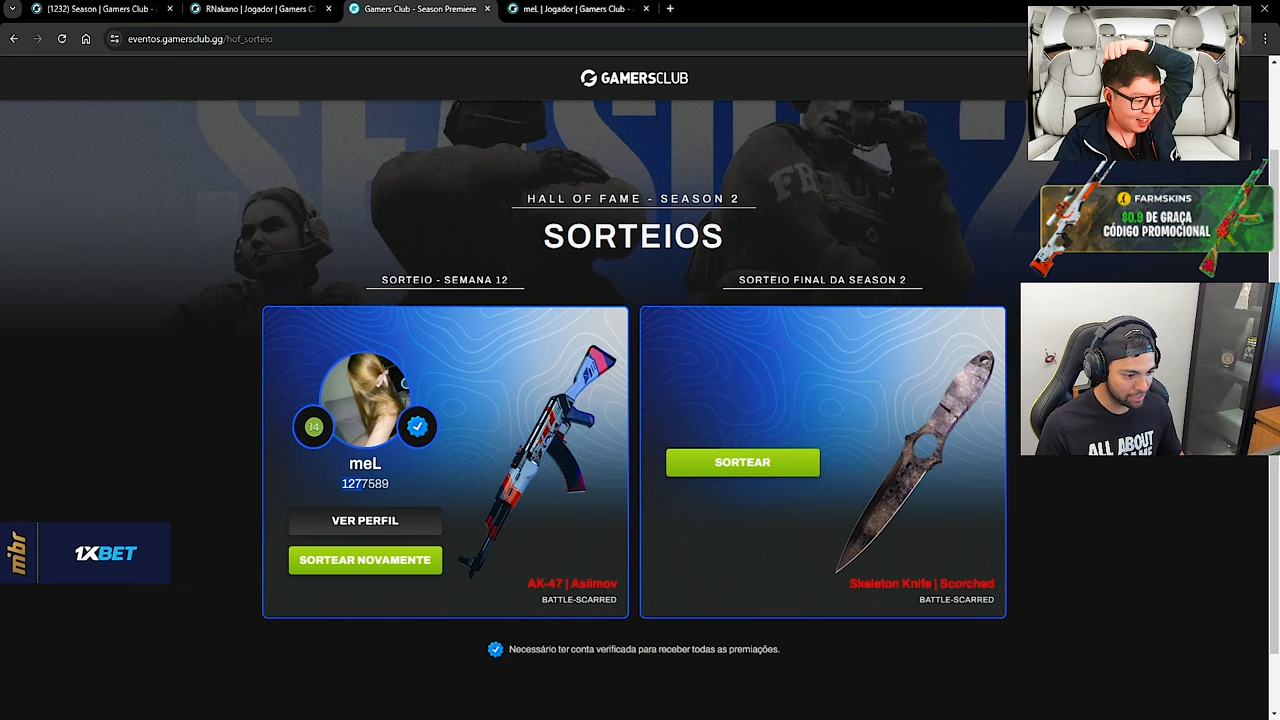 (1232) Season | Gamers Club -
RNakano | Jogador | Gamers C
Gamers Club - Season Premiere
meL | Jogador | Gamers Club -
eventos.gamersclub.gg/hof_sorteio
GAMERSCLUB
HALL OF FAME - SEASON 2
SORTEIOS
SORTEIO - SEMANA 12
SORTEIO FINAL DA SEASON 2
14
meL
1277589
VER PERFIL
SORTEAR NOVAMENTE
AK-47 | Asiimov
BATTLE-SCARRED
SORTEAR
Skeleton Knife | Scorched
BATTLE-SCARRED
Necessário ter conta verificada para receber todas as premiações.
FARMSKINS
$0.9 DE GRAÇA
CÓDIGO PROMOCIONAL
ALL ABOUT
mbr
1XBET